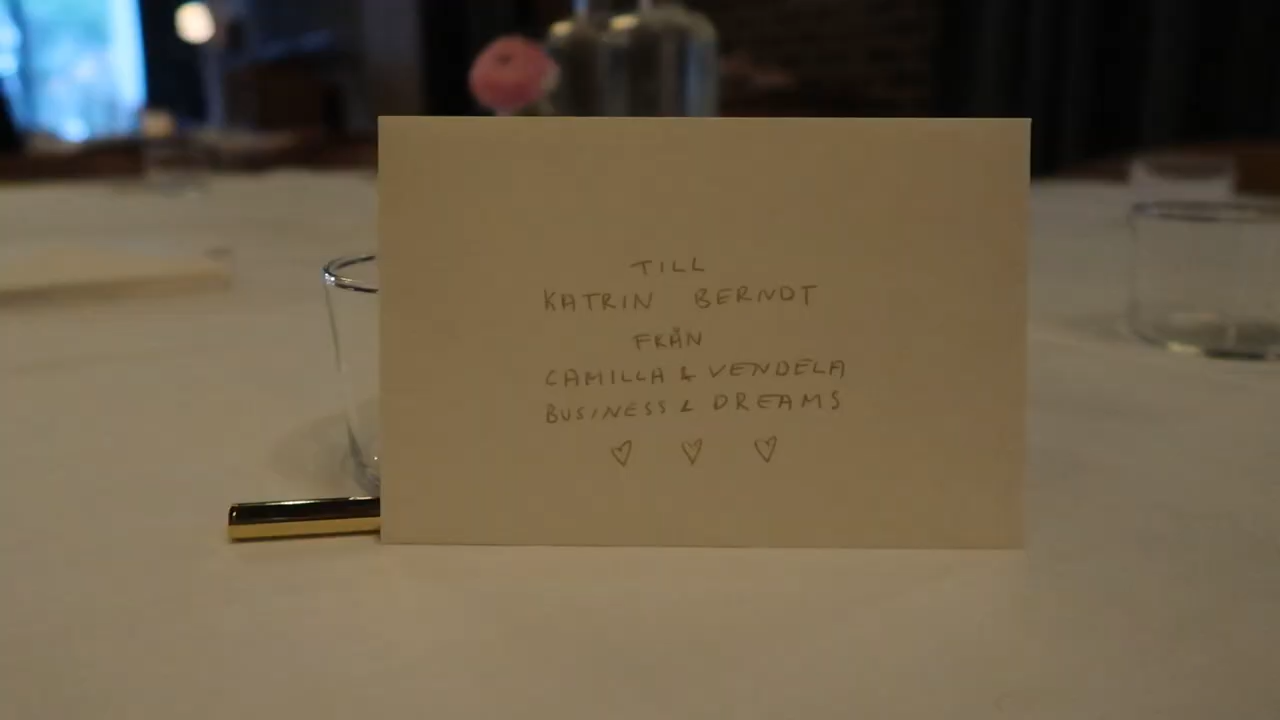 TILL
KATRIN BERNDT
FRÅN
CAMILLA & VENDELA
BUSINESS & DREAMS
♡ ♡ ♡